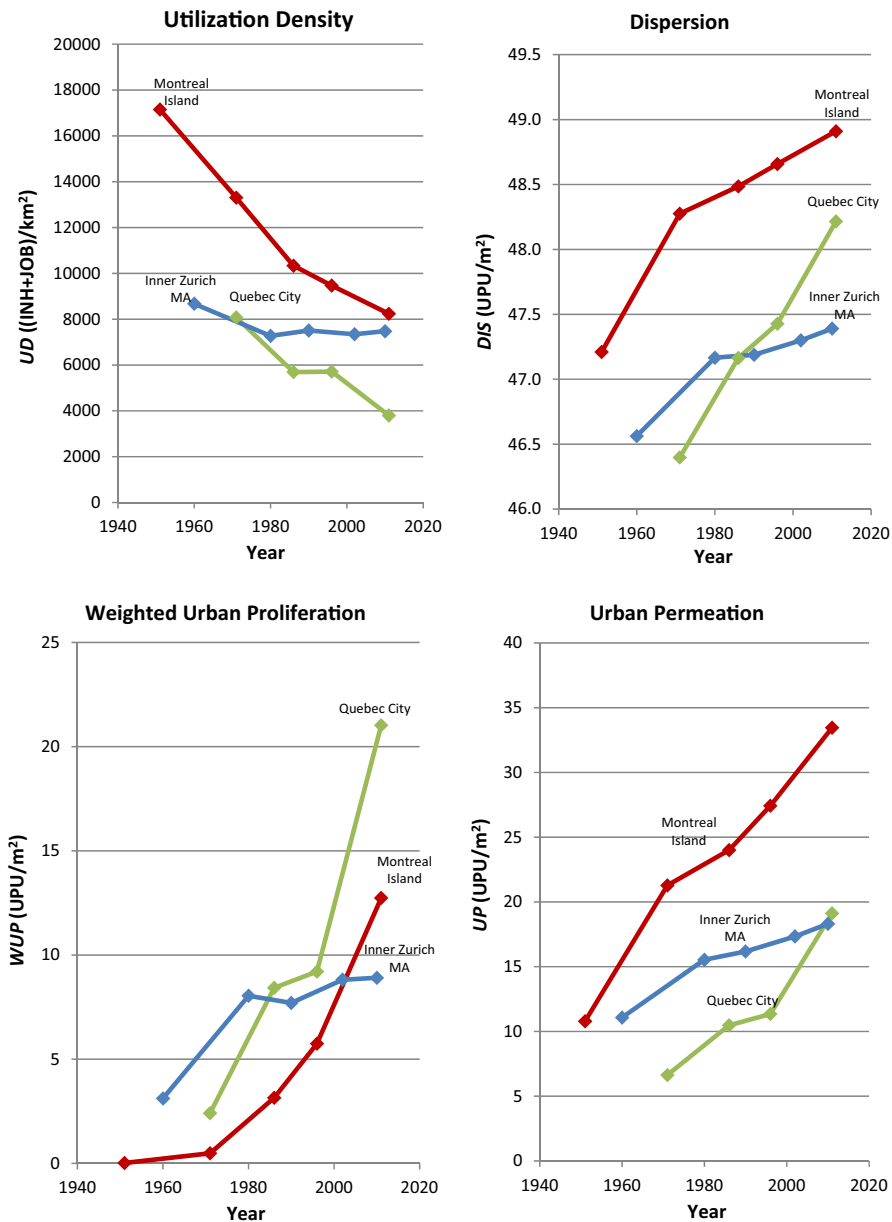 Utilization Density
20000
18000
16000
14000
12000
10000
8000
6000
4000
2000
0
1940 1960 1980 2000 2020
Year
UD ((INH+JOB)/km²)
Montreal
Island
Inner Zurich
MA
Quebec City
Dispersion
49.5
49.0
48.5
48.0
47.5
47.0
46.5
46.0
1940 1960 1980 2000 2020
Year
DIS (UPU/m²)
Montreal
Island
Quebec City
Inner Zurich
MA
Weighted Urban Proliferation
25
20
15
10
5
0
1940 1960 1980 2000 2020
Year
WUP (UPU/m²)
Quebec City
Montreal
Island
Inner Zurich
MA
Urban Permeation
40
35
30
25
20
15
10
5
0
1940 1960 1980 2000 2020
Year
UP (UPU/m²)
Montreal
Island
Inner Zurich
MA
Quebec City